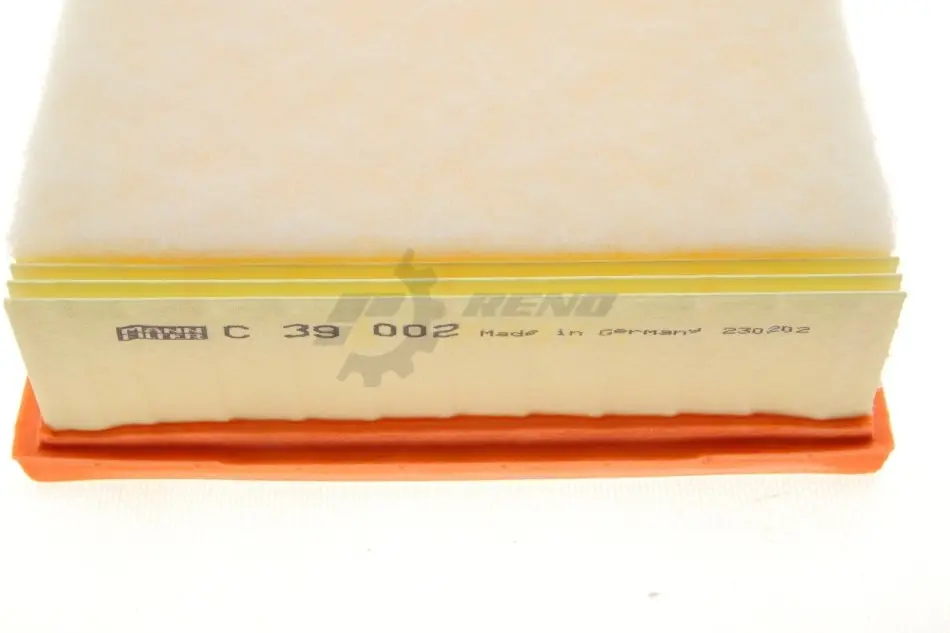 RENO
MANN FILTER C 39 002 Made in Germany 230202